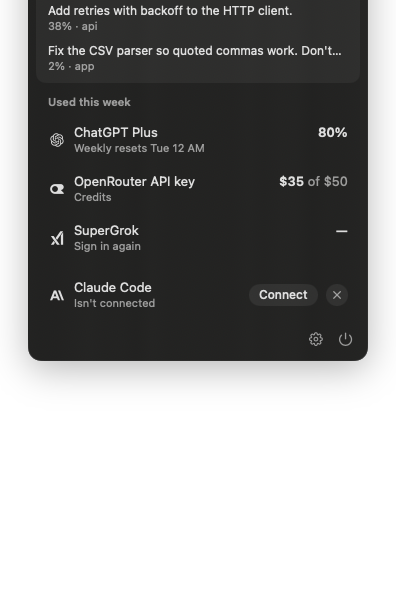 Add retries with backoff to the HTTP client.
38% · api
Fix the CSV parser so quoted commas work. Don't…
2% · app
Used this week
ChatGPT Plus 80%
Weekly resets Tue 12 AM
OpenRouter API key $35 of $50
Credits
SuperGrok —
Sign in again
Claude Code Connect
Isn't connected